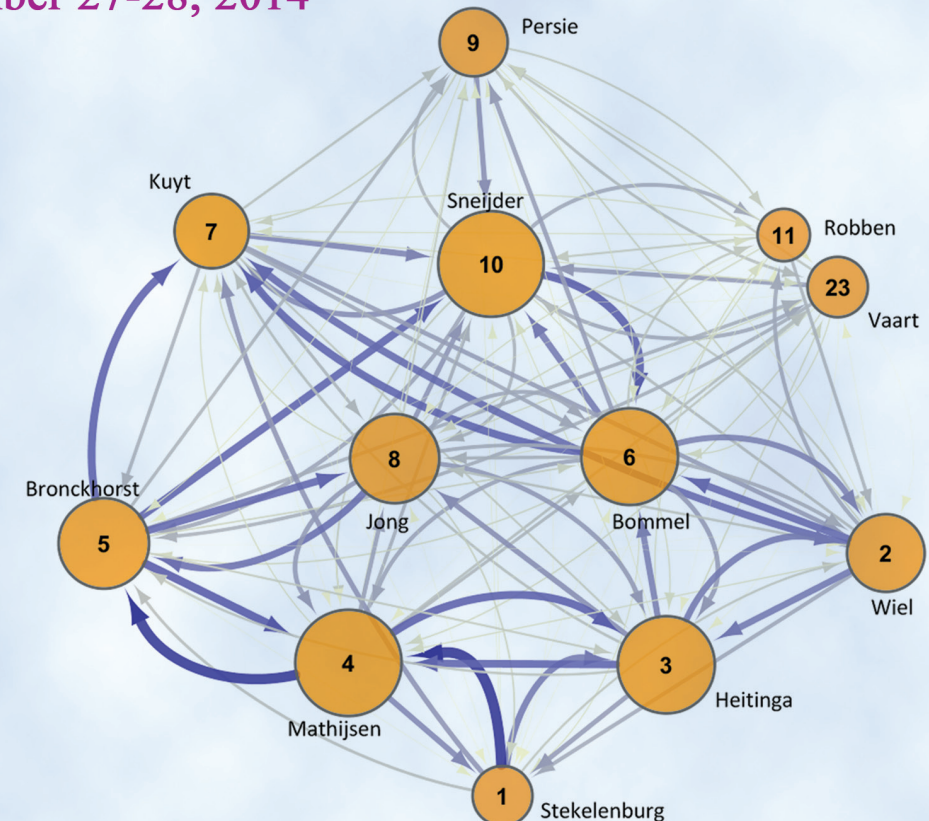 ber 27-28, 2014
9 Persie
Kuyt
7
Sneijder
10
11 Robben
23
Vaart
8
Jong
6
Bommel
Bronckhorst
5
2
Wiel
4
Mathijsen
3
Heitinga
1
Stekelenburg